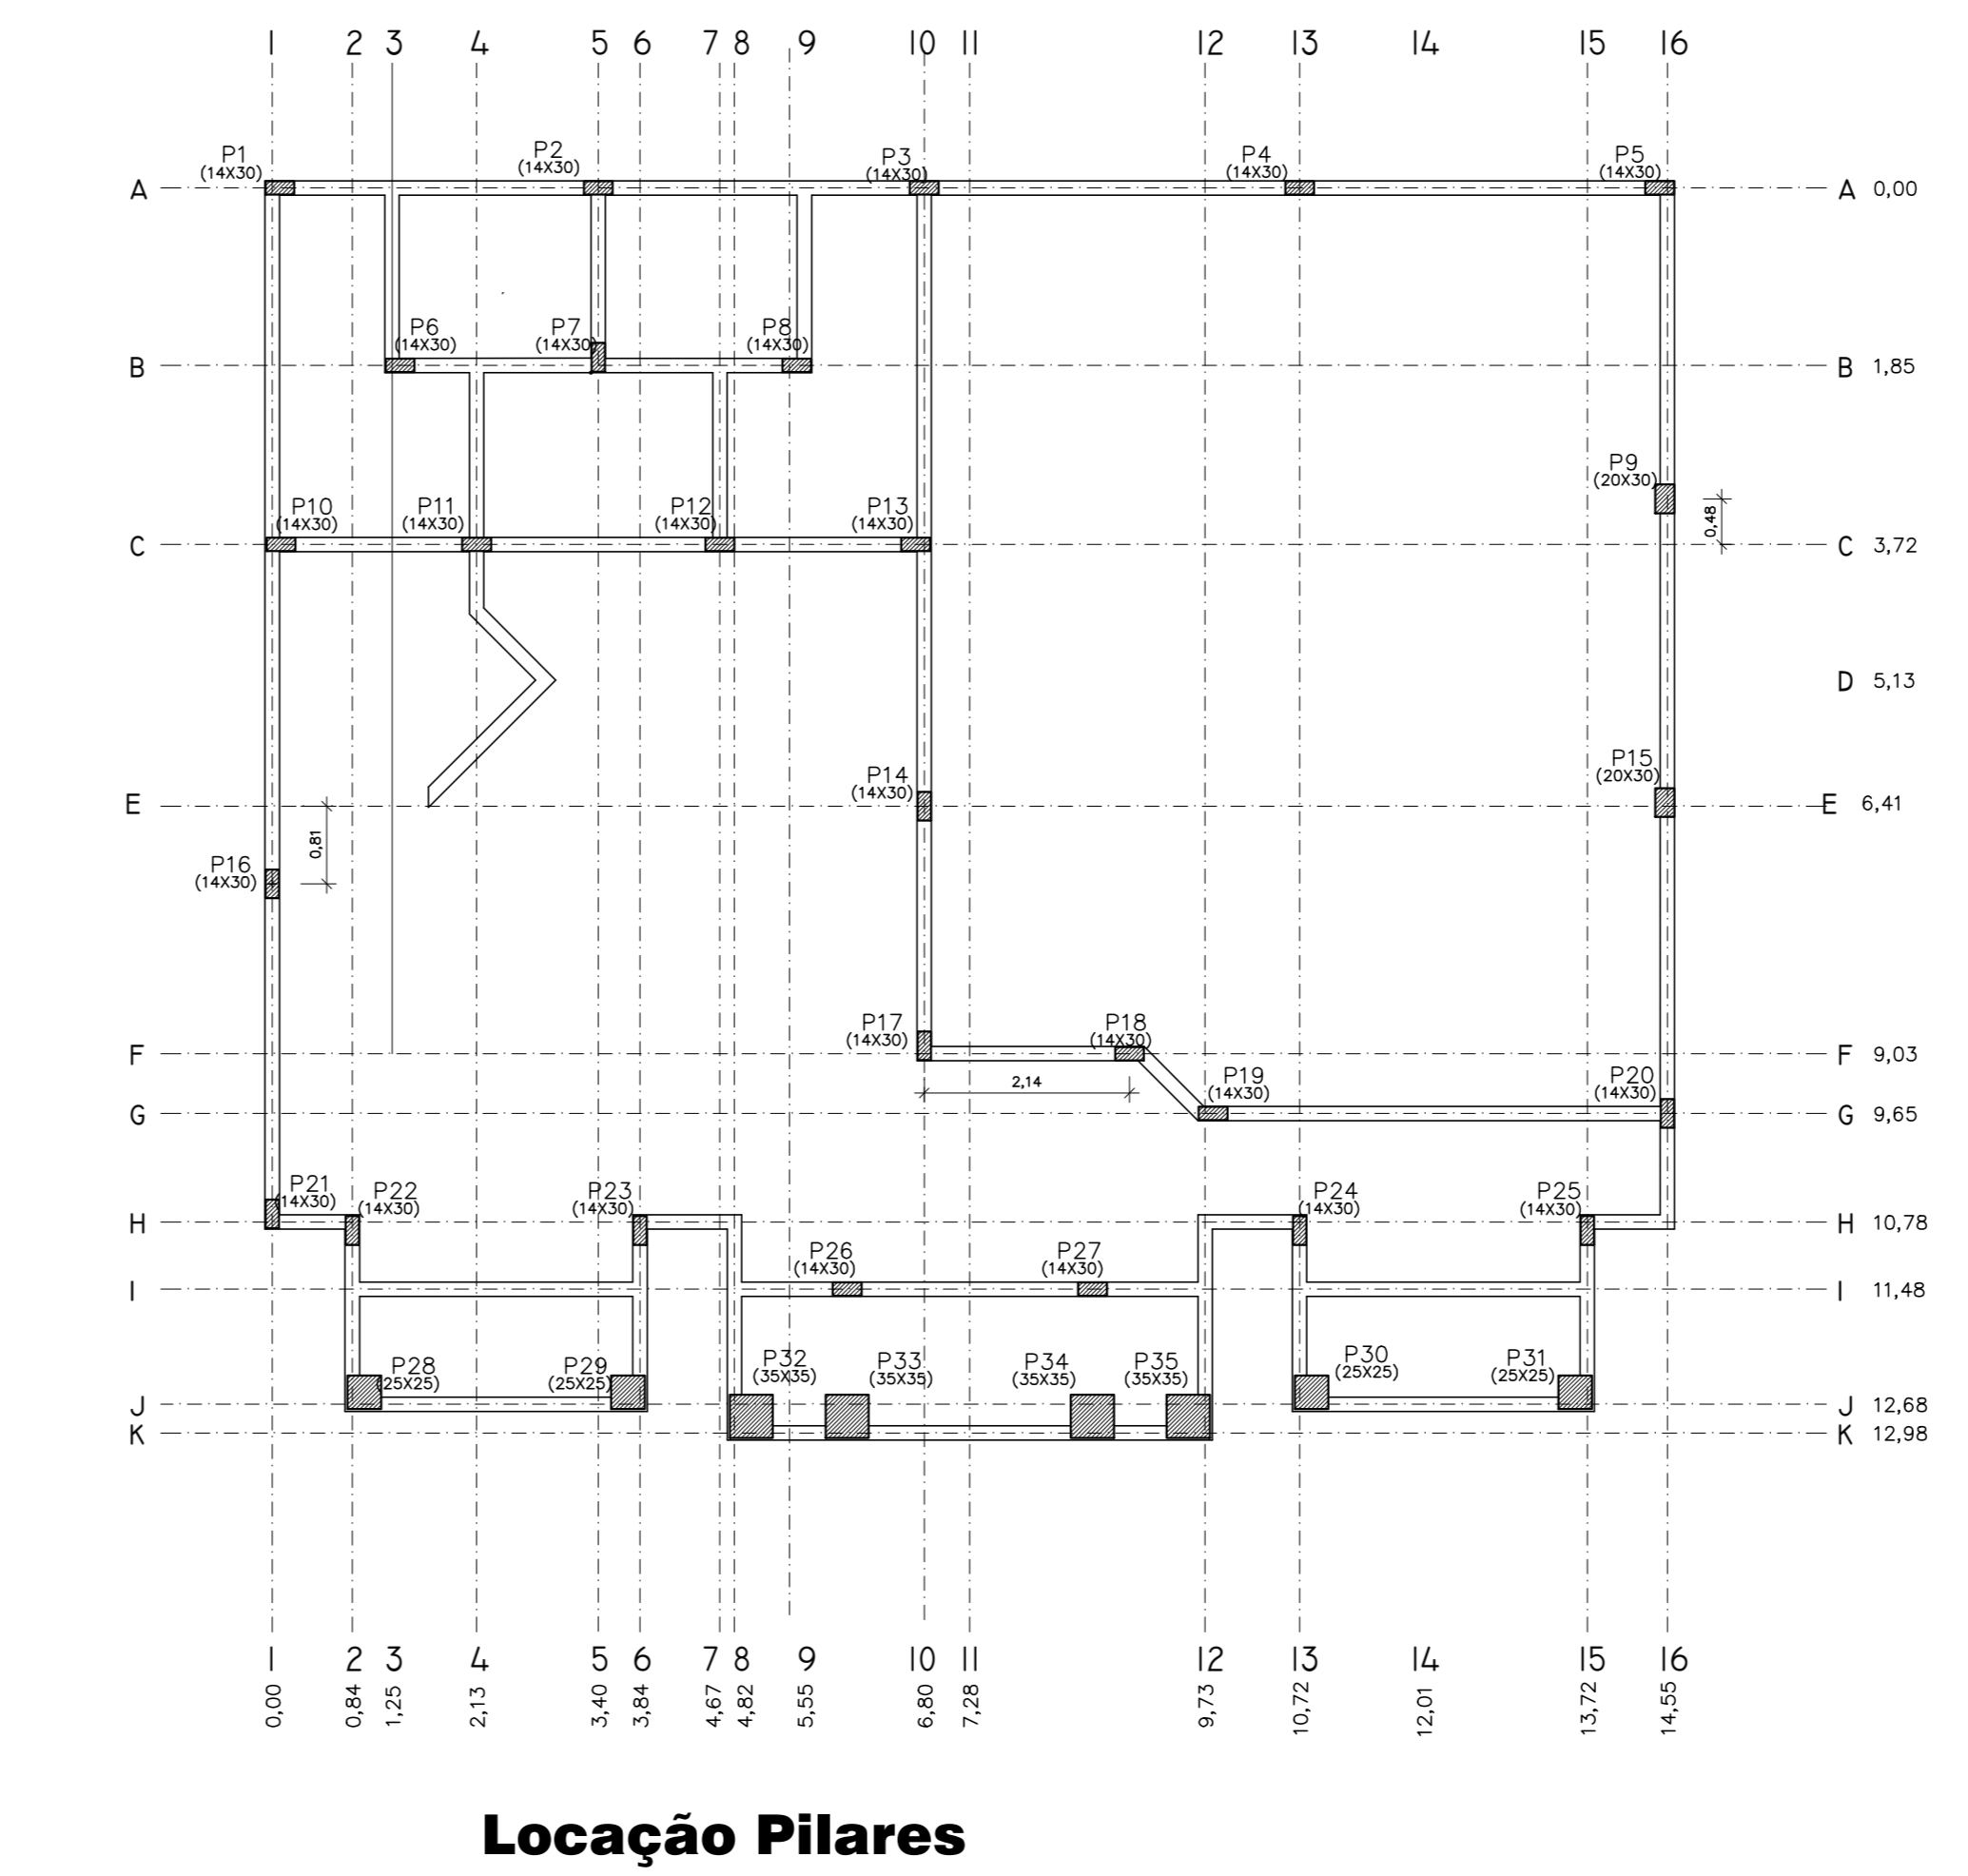 1 2 3 4 5 6 7 8 9 10 11 12 13 14 15 16
P1 P2 P3 P4 P5
(14X30) (14X30) (14X30) (14X30) (14X30)
A A 0,00
P6 P7 P8
(14X30) (14X30) (14X30)
B B 1,85
P9
(20X30)
0,48
P10 P11 P12 P13
(14X30) (14X30) (14X30) (14X30)
C C 3,72
D 5,13
P14 P15
(14X30) (20X30)
E E 6,41
0,81
P16
(14X30)
P17 P18
(14X30) (14X30)
F F 9,03
2,14
P19 P20
(14X30) (14X30)
G G 9,65
P21 P22 P23 P24 P25
(14X30) (14X30) (14X30) (14X30) (14X30)
H H 10,78
P26 P27
(14X30) (14X30)
I I 11,48
P28 P29 P32 P33 P34 P35 P30 P31
(25X25) (25X25) (35X35) (35X35) (35X35) (35X35) (25X25) (25X25)
J J 12,68
K K 12,98
1 2 3 4 5 6 7 8 9 10 11 12 13 14 15 16
0,00 0,84 1,25 2,13 3,40 3,84 4,67 4,82 5,55 6,80 7,28 9,73 10,72 12,01 13,72 14,55
Locação Pilares